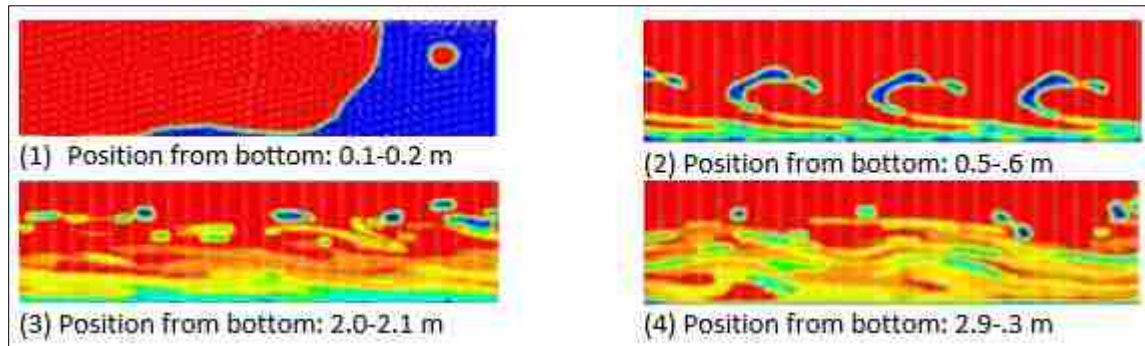 (1) Position from bottom: 0.1-0.2 m
(2) Position from bottom: 0.5-.6 m
(3) Position from bottom: 2.0-2.1 m
(4) Position from bottom: 2.9-.3 m